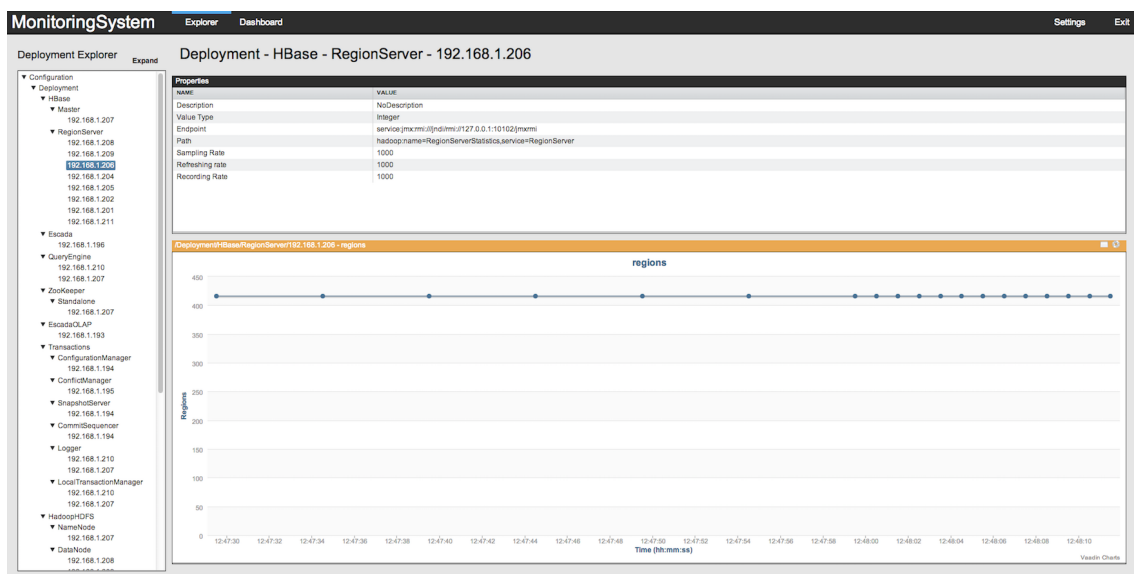 MonitoringSystem Explorer Dashboard Settings Exit
Deployment Explorer Expand
Configuration
Deployment
HBase
Master
192.168.1.207
RegionServer
192.168.1.208
192.168.1.209
192.168.1.206
192.168.1.204
192.168.1.205
192.168.1.202
192.168.1.201
192.168.1.211
Escada
192.168.1.196
QueryEngine
192.168.1.210
192.168.1.207
ZooKeeper
Standalone
192.168.1.207
EscadaOLAP
192.168.1.193
Transactions
ConfigurationManager
192.168.1.194
ConflictManager
192.168.1.195
SnapshotServer
192.168.1.194
CommitSequencer
192.168.1.194
Logger
192.168.1.210
192.168.1.207
LocalTransactionManager
192.168.1.210
192.168.1.207
HadoopHDFS
NameNode
192.168.1.207
DataNode
192.168.1.208
Deployment - HBase - RegionServer - 192.168.1.206
Properties
NAME VALUE
Description NoDescription
Value Type Integer
Endpoint service:jmx:rmi:///jndi/rmi://127.0.0.1:10102/jmxrmi
Path hadoop:name=RegionServerStatistics,service=RegionServer
Sampling Rate 1000
Refreshing rate 1000
Recording Rate 1000
/Deployment/HBase/RegionServer/192.168.1.206 - regions
regions
450
400
350
300
250
200
150
100
50
0
Regions
12:47:30 12:47:32 12:47:34 12:47:36 12:47:38 12:47:40 12:47:42 12:47:44 12:47:46 12:47:48 12:47:50 12:47:52 12:47:54 12:47:56 12:47:58 12:48:00 12:48:02 12:48:04 12:48:06 12:48:08 12:48:10
Time (hh:mm:ss)
Vaadin Charts